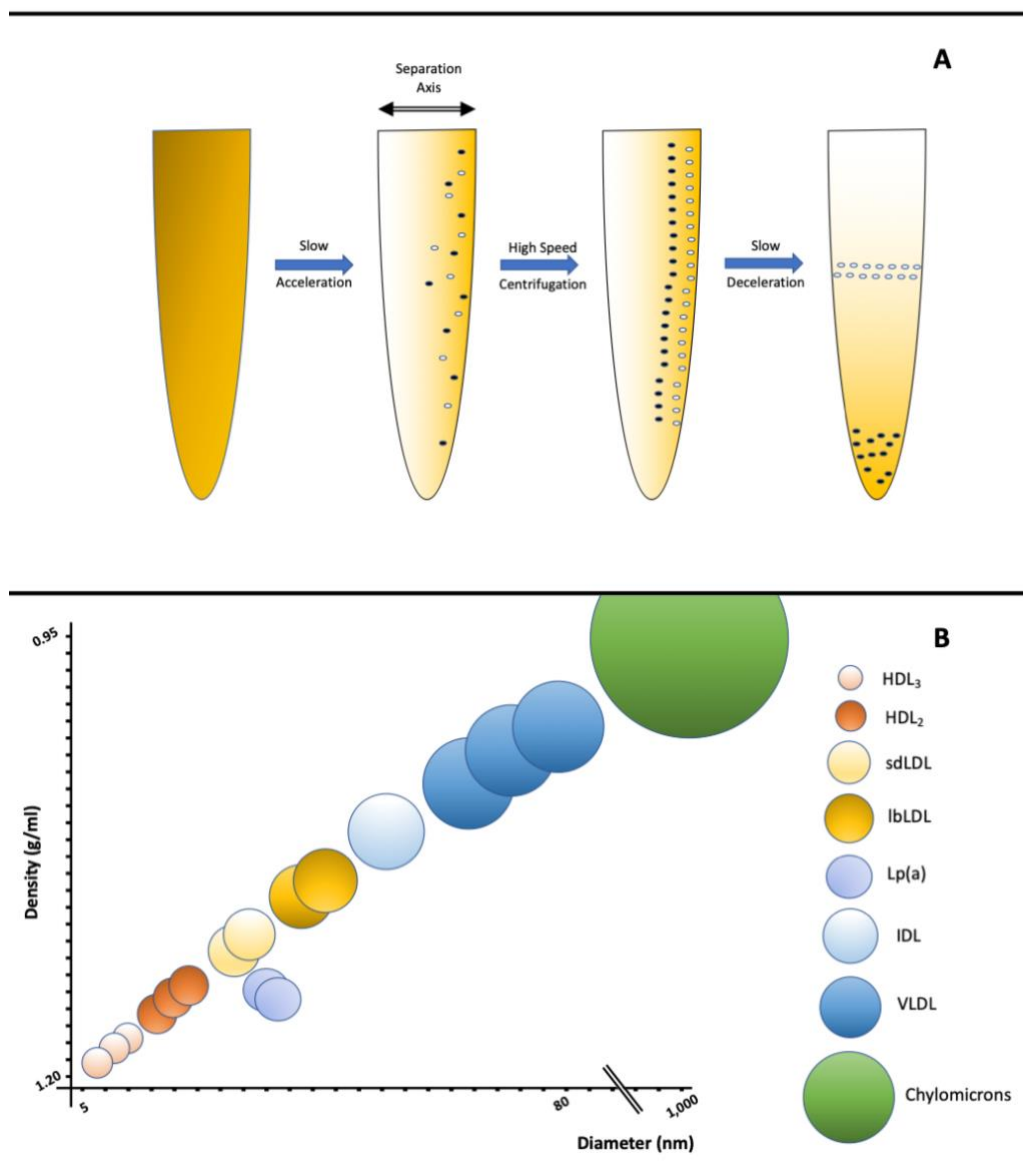 A
Separation
Axis
Slow
Acceleration
High Speed
Centrifugation
Slow
Deceleration
B
0.95
Density (g/ml)
1.20
5
80
1,000
Diameter (nm)
HDL₃
HDL₂
sdLDL
lbLDL
Lp(a)
IDL
VLDL
Chylomicrons